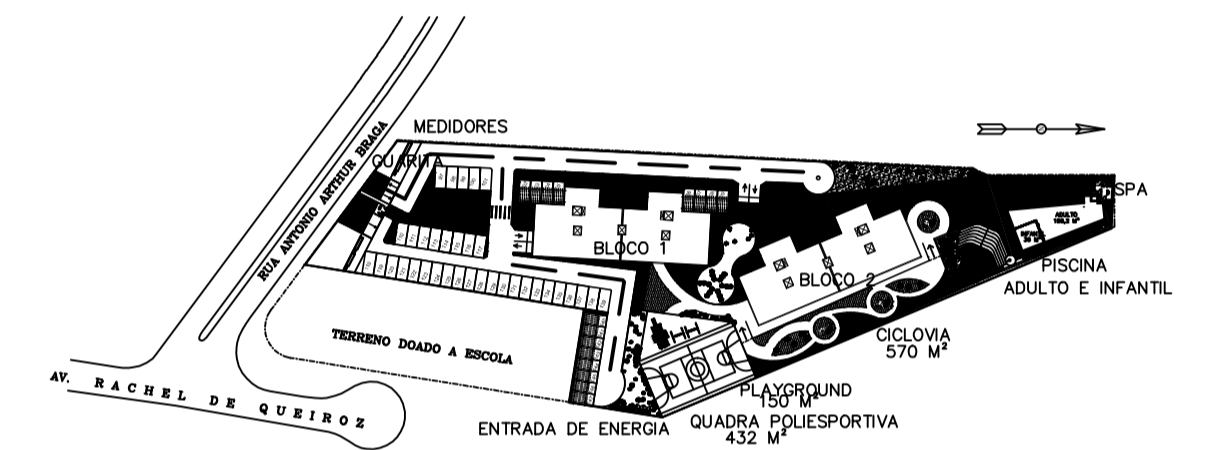 MEDIDORES
GUARITA
RUA ANTONIO ARTHUR BRAGA
SPA
ADULTO
BLOCO 1
BLOCO 2
PISCINA
ADULTO E INFANTIL
TERRENO DOADO A ESCOLA
CICLOVIA
570 M²
AV. RACHEL DE QUEIROZ
PLAYGROUND
150 M²
ENTRADA DE ENERGIA
QUADRA POLIESPORTIVA
432 M²